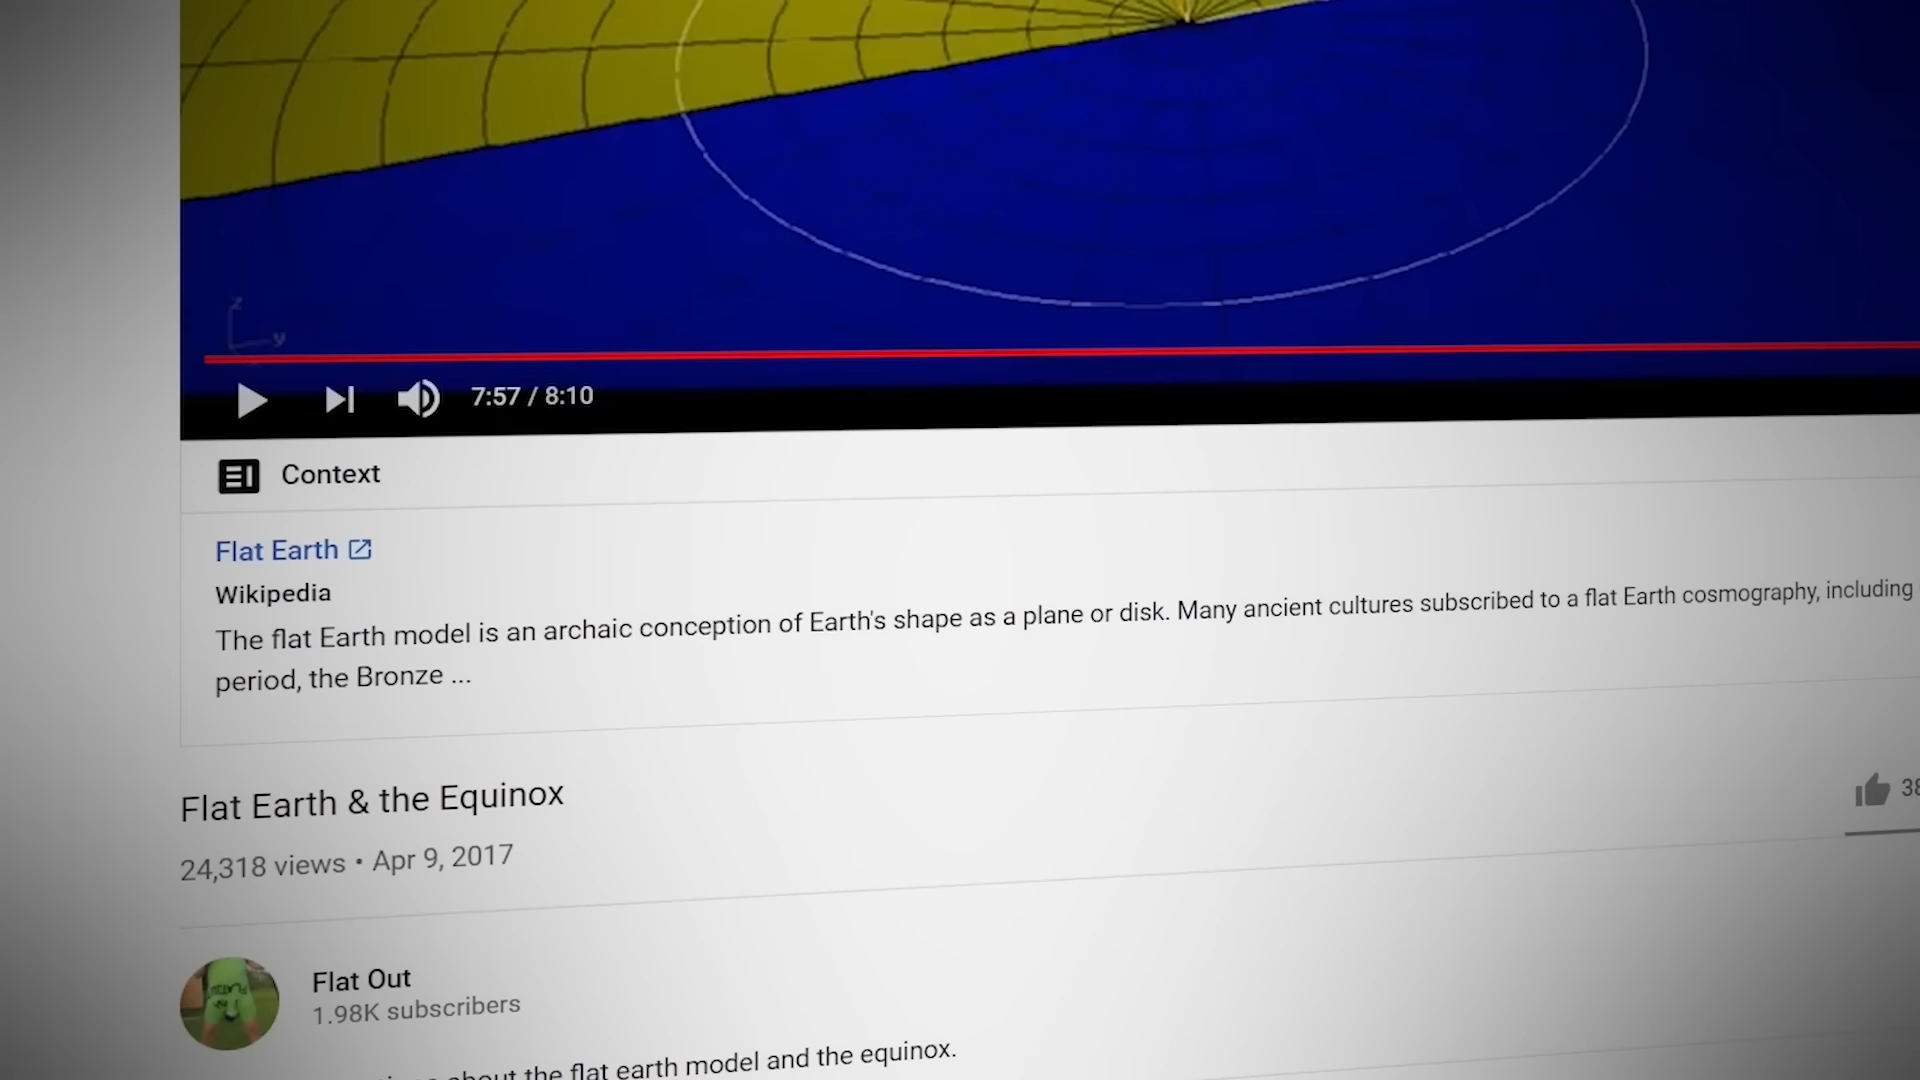 z
y
7:57 / 8:10
Context
Flat Earth
Wikipedia
The flat Earth model is an archaic conception of Earth's shape as a plane or disk. Many ancient cultures subscribed to a flat Earth cosmography, including
period, the Bronze ...
Flat Earth & the Equinox
38
24,318 views • Apr 9, 2017
Flat Out
1.98K subscribers
about the flat earth model and the equinox.